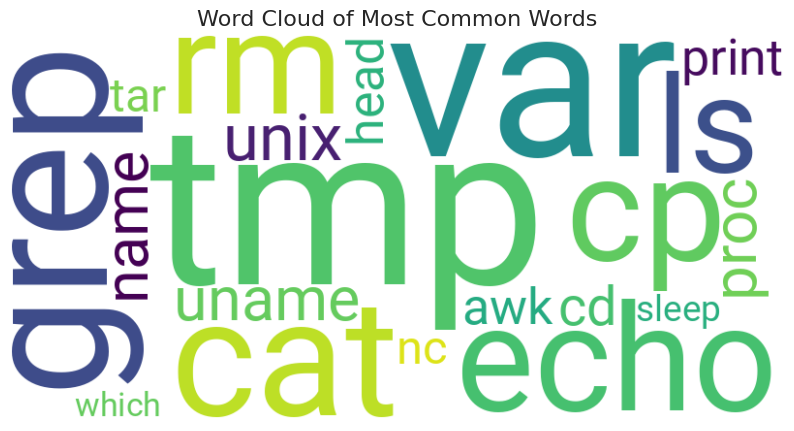 Word Cloud of Most Common Words
grep
tar
rm
head
var
print
ls
unix
name
tmp
cp
proc
uname
awk
cd
sleep
cat
nc
echo
which